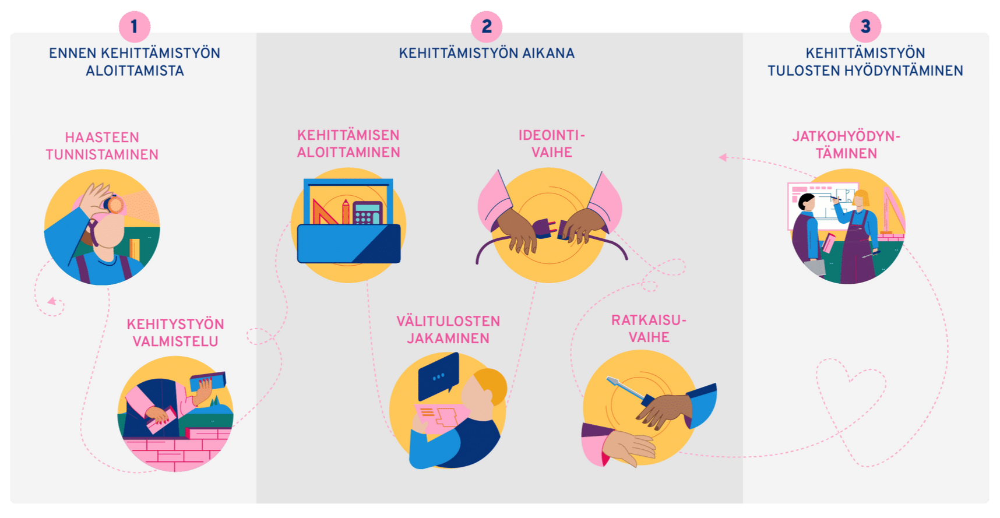 1
ENNEN KEHITTÄMISTYÖN
ALOITTAMISTA
HAASTEEN
TUNNISTAMINEN
KEHITYSTYÖN
VALMISTELU
2
KEHITTÄMISTYÖN AIKANA
KEHITTÄMISEN
ALOITTAMINEN
VÄLITULOSTEN
JAKAMINEN
IDEOINTI-
VAIHE
RATKAISU-
VAIHE
3
KEHITTÄMISTYÖN
TULOSTEN HYÖDYNTÄMINEN
JATKOHYÖDYN-
TÄMINEN